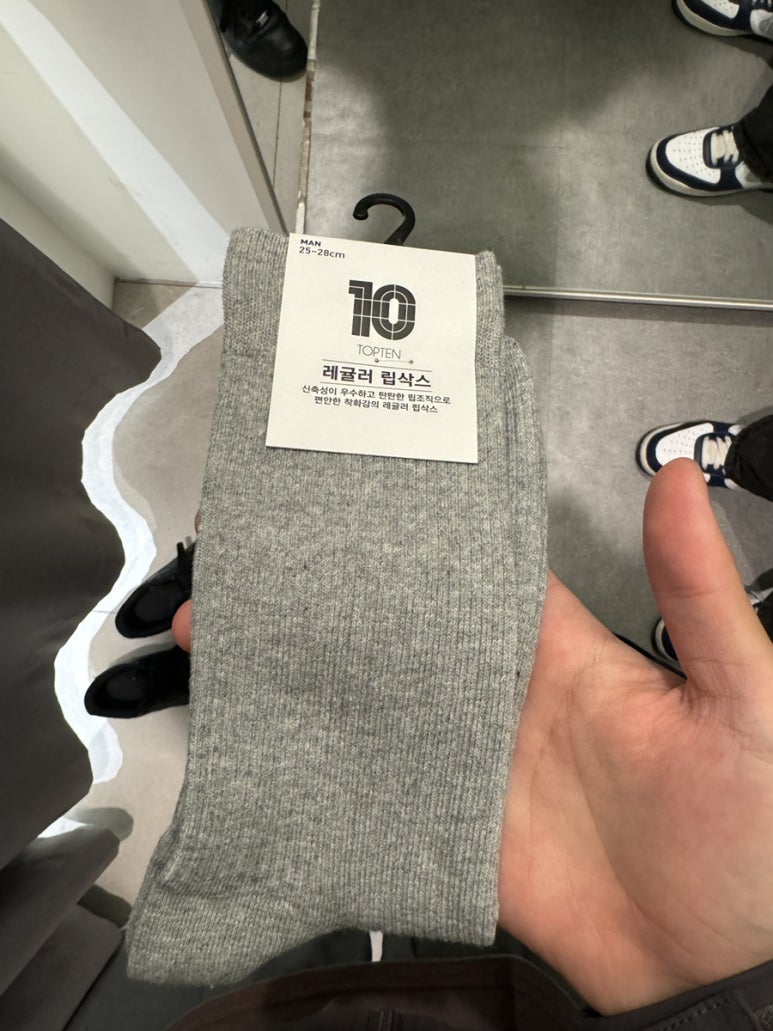 MAN
25~28cm
10
TOPTEN
레귤러 립삭스
신축성이 우수하고 탄탄한 립조직으로
편안한 착화감의 레귤러 립삭스